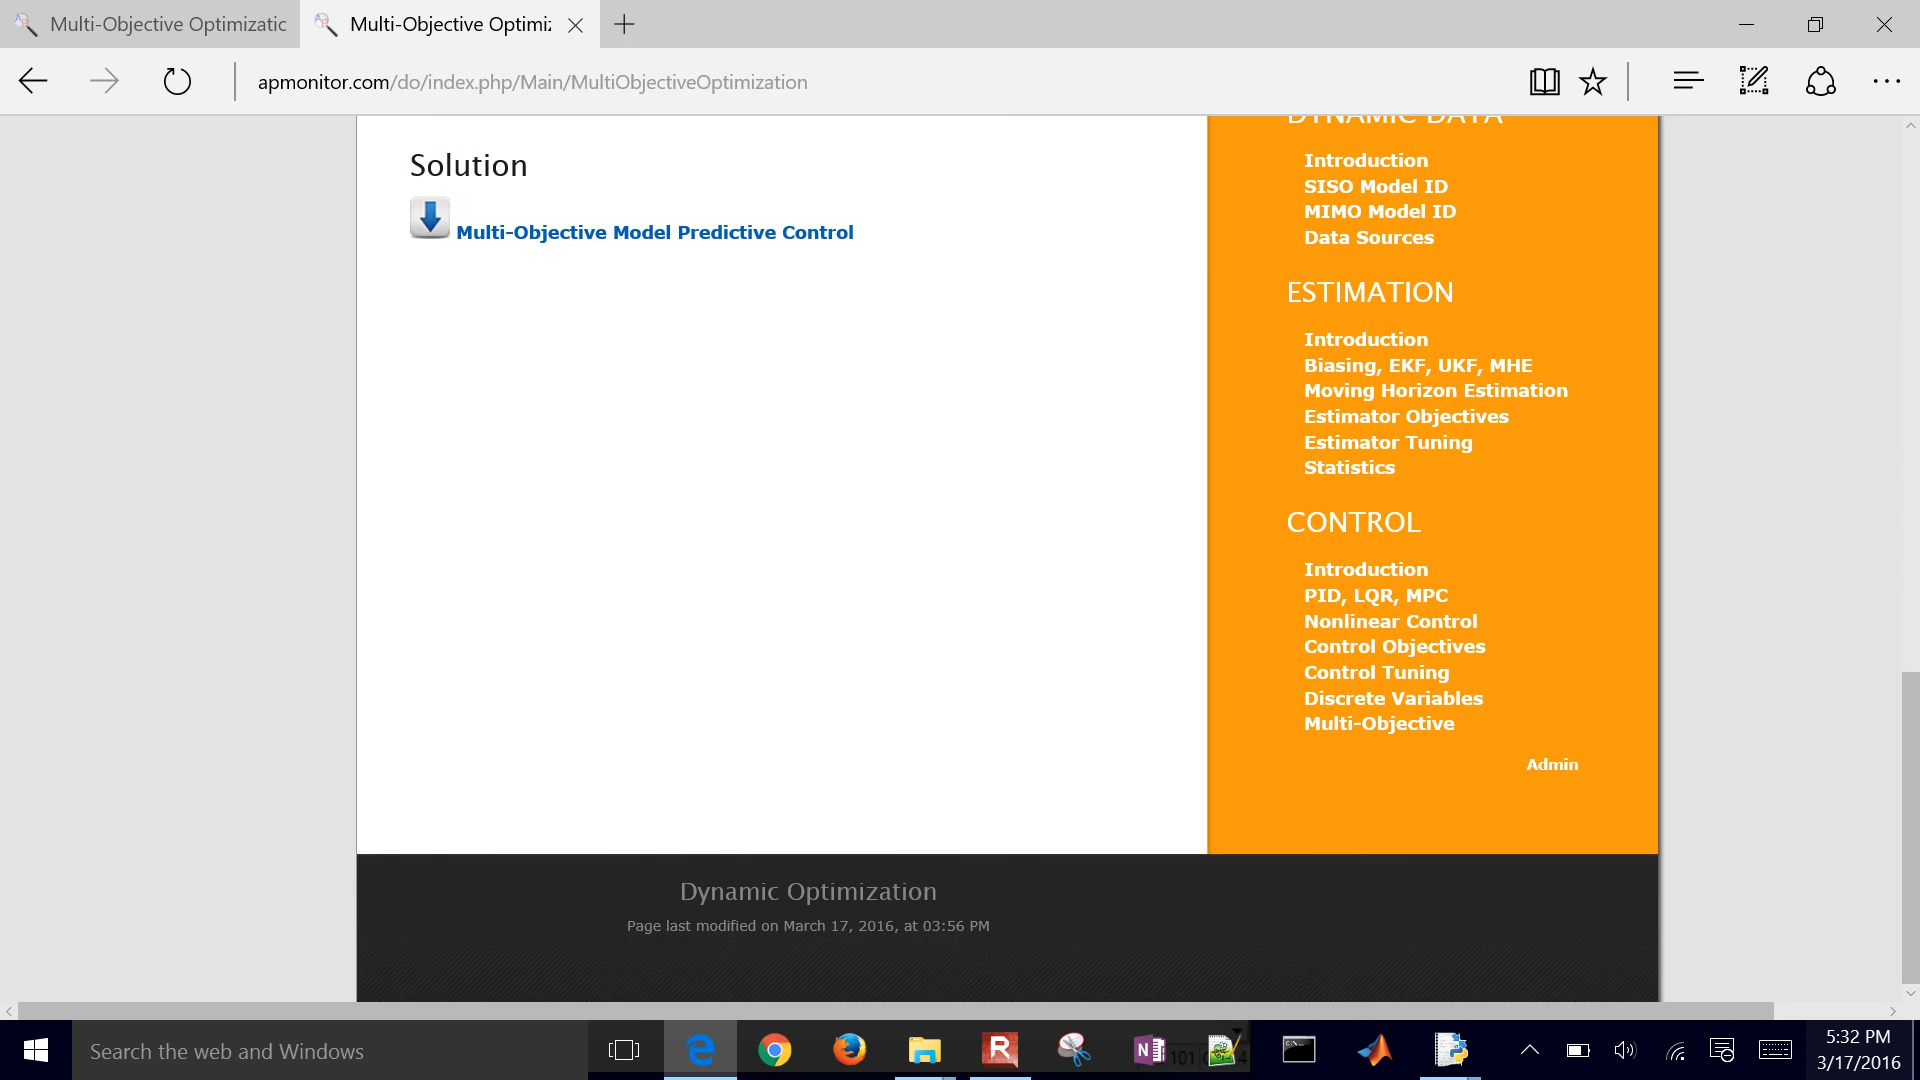 Multi-Objective Optimizatic
Multi-Objective Optimiz
apmonitor.com/do/index.php/Main/MultiObjectiveOptimization
Solution
Multi-Objective Model Predictive Control
DYNAMIC DATA
Introduction
SISO Model ID
MIMO Model ID
Data Sources
ESTIMATION
Introduction
Biasing, EKF, UKF, MHE
Moving Horizon Estimation
Estimator Objectives
Estimator Tuning
Statistics
CONTROL
Introduction
PID, LQR, MPC
Nonlinear Control
Control Objectives
Control Tuning
Discrete Variables
Multi-Objective
Admin
Dynamic Optimization
Page last modified on March 17, 2016, at 03:56 PM
Search the web and Windows
5:32 PM
3/17/2016